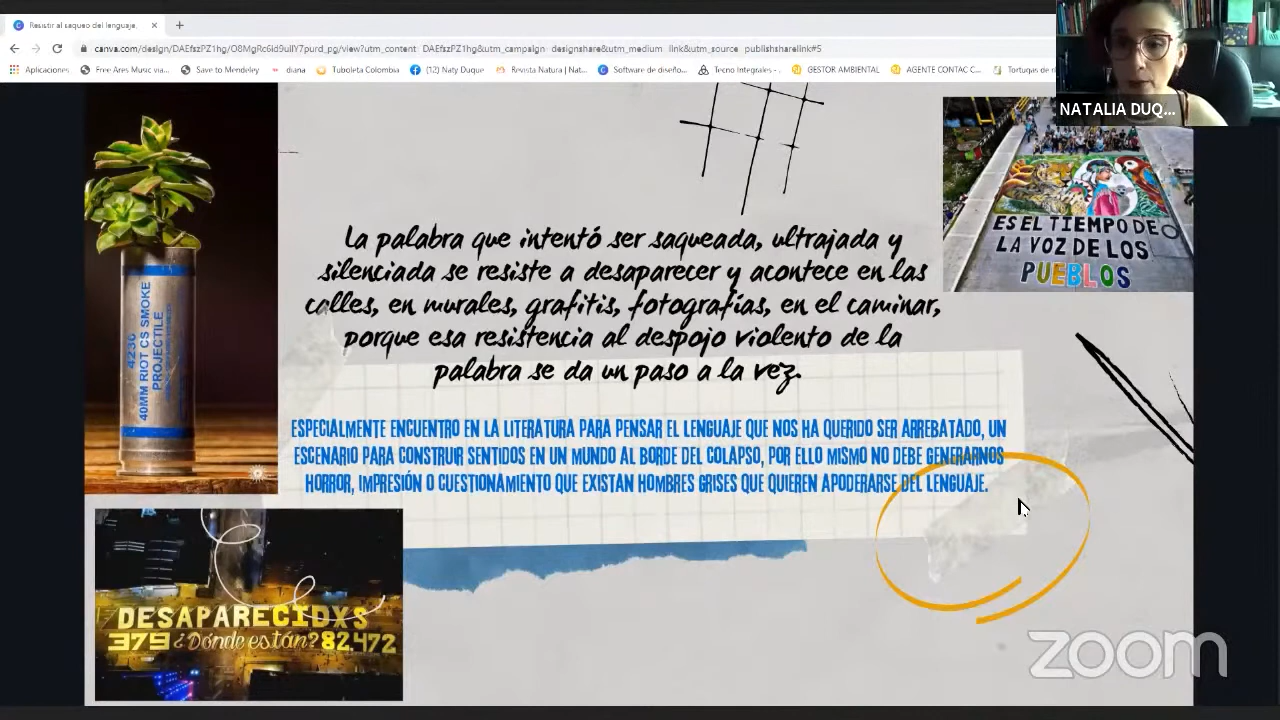 Resistir al saqueo del lenguaje.
canva.com/design/DAEfszPZ1hg/O8MgRc6id9uIIY7purd_pg/view?utm_content DAEfszPZ1hg&utm_campaign designshare&utm_medium link&utm_source publishsharelink#5
Aplicaciones
Free Ares Music via...
Save to Mendeley
diana
Tuboleta Colombia
(12) Naty Duque
Revista Natura | Nat...
Software de diseño...
Tecno Integrales - ...
GESTOR AMBIENTAL
AGENTE CONTAC C...
Tortugas de
NATALIA DUQ...
La palabra que intentó ser saqueada, ultrajada y
silenciada se resiste a desaparecer y acontece en las
calles, en murales, grafitis, fotografías, en el caminar,
porque esa resistencia al despojo violento de la
palabra se da un paso a la vez.
ES EL TIEMPO DE
LA VOZ DE LOS
PUEBLOS
4230
40MM RIOT CS SMOKE
PROJECTILE
ESPECIALMENTE ENCUENTRO EN LA LITERATURA PARA PENSAR EL LENGUAJE QUE NOS HA QUERIDO SER ARREBATADO, UN
ESCENARIO PARA CONSTRUIR SENTIDOS EN UN MUNDO AL BORDE DEL COLAPSO, POR ELLO MISMO NO DEBE GENERARNOS
HORROR, IMPRESIÓN O CUESTIONAMIENTO QUE EXISTAN HOMBRES GRISES QUE QUIEREN APODERARSE DEL LENGUAJE.
DESAPARECIDXS
379 ¿Dónde están? 82,472
zoom